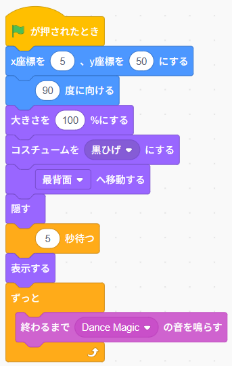 が押されたとき
x座標を 5 、y座標を 50 にする
90 度に向ける
大きさを 100 %にする
コスチュームを 黒ひげ にする
最背面 へ移動する
隠す
5 秒待つ
表示する
ずっと
終わるまで Dance Magic の音を鳴らす